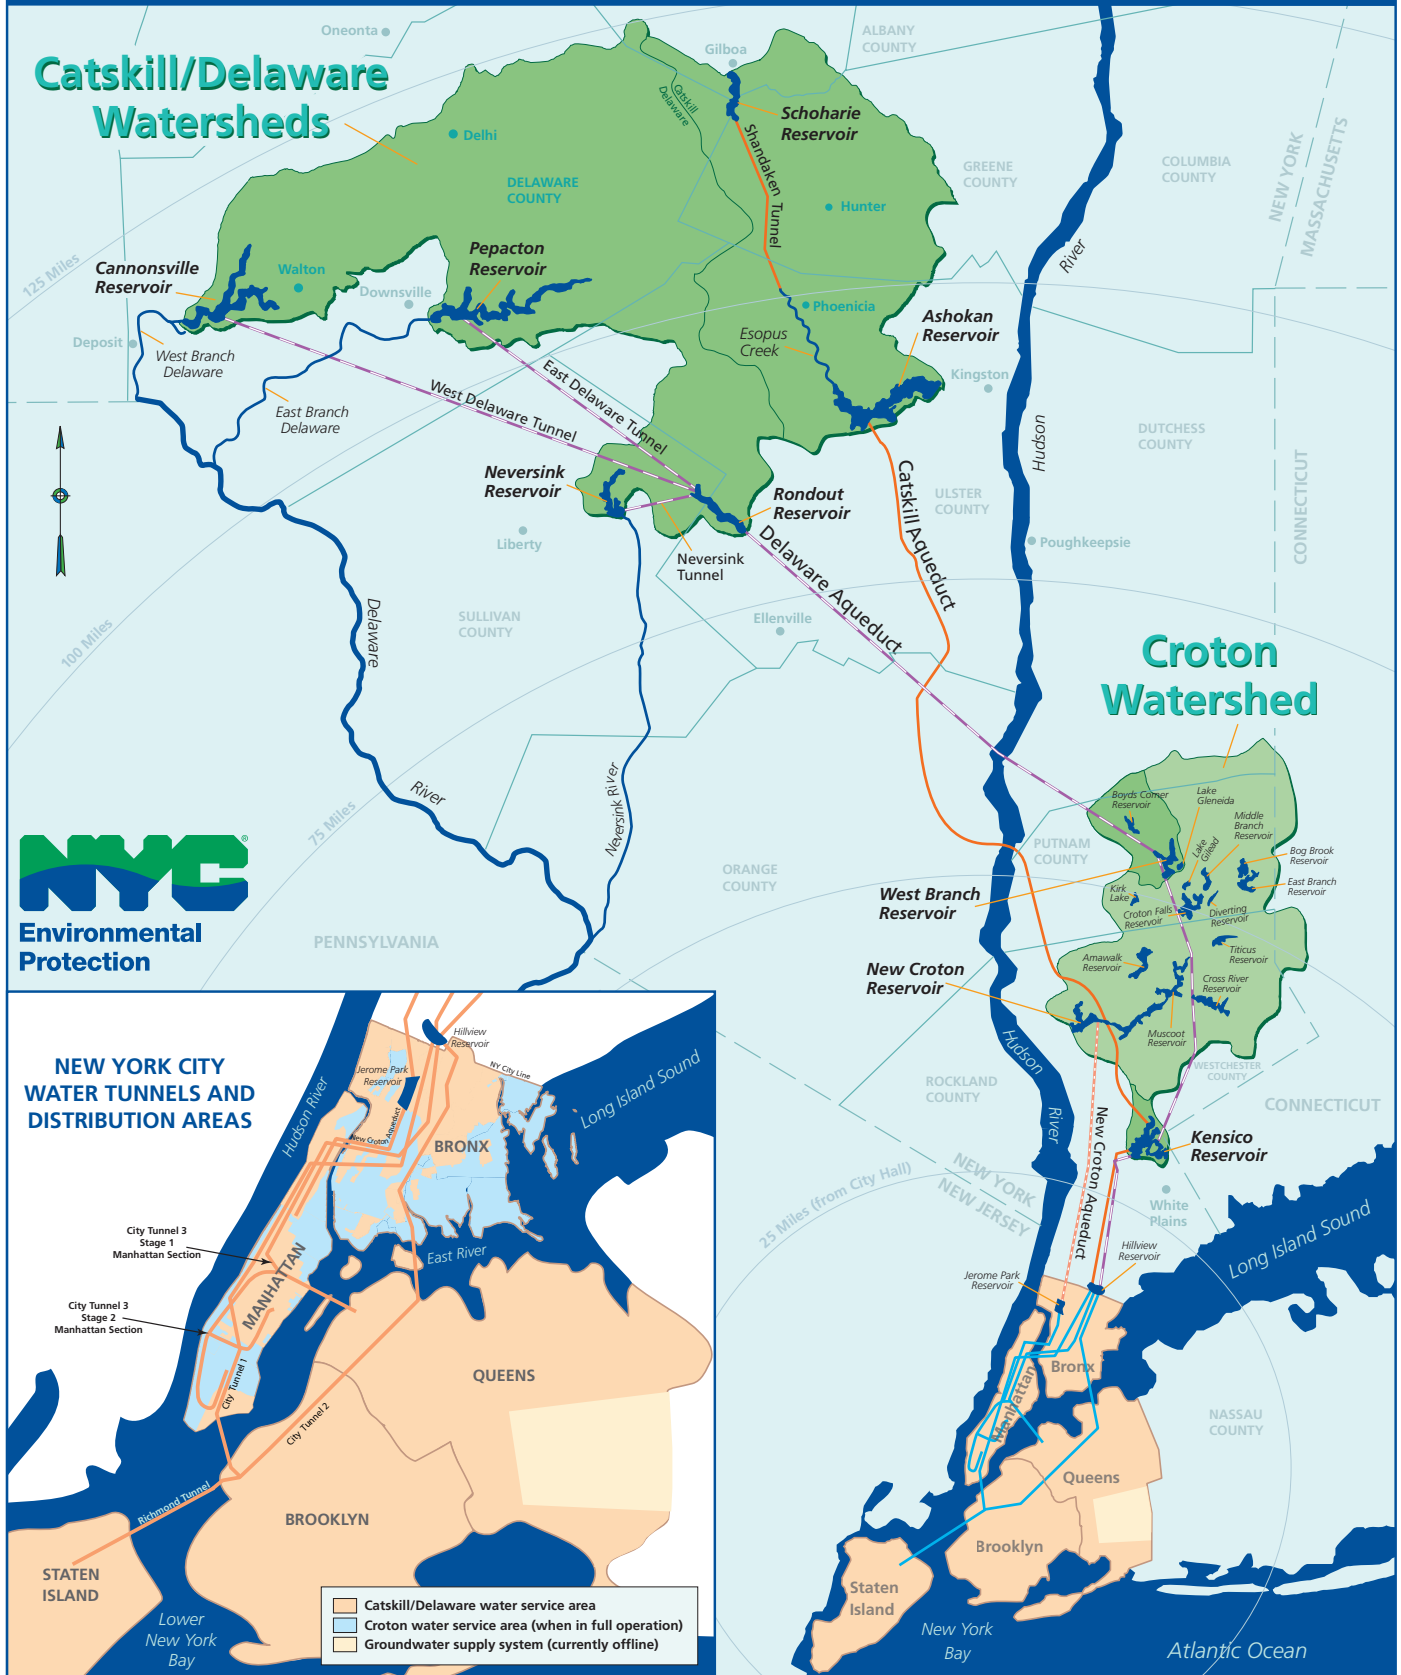 Oneonta
Gilboa
ALBANY
COUNTY
Catskill/Delaware
Watersheds
Catskill
Delaware
Schoharie
Reservoir
Delhi
Shandaken Tunnel
DELAWARE
COUNTY
GREENE
COUNTY
COLUMBIA
COUNTY
NEW YORK
MASSACHUSETTS
Hunter
125 Miles
Cannonsville
Reservoir
Walton
Pepacton
Reservoir
Downsville
River
Phoenicia
Ashokan
Reservoir
Esopus
Creek
Deposit
West Branch
Delaware
East Branch
Delaware
West Delaware Tunnel
East Delaware Tunnel
Kingston
Hudson
DUTCHESS
COUNTY
CONNECTICUT
Neversink
Reservoir
Rondout
Reservoir
Catskill Aqueduct
ULSTER
COUNTY
Liberty
Neversink
Tunnel
Delaware Aqueduct
Poughkeepsie
100 Miles
Delaware
SULLIVAN
COUNTY
Ellenville
Croton
Watershed
River
Neversink River
75 Miles
NYC
®
Environmental
Protection
PENNSYLVANIA
ORANGE
COUNTY
PUTNAM
COUNTY
Boyds Corner
Reservoir
Lake
Gleneida
Middle
Branch
Reservoir
Lake
Gilead
Bog Brook
Reservoir
East Branch
Reservoir
West Branch
Reservoir
Kirk
Lake
Croton Falls
Reservoir
Diverting
Reservoir
Titicus
Reservoir
Amawalk
Reservoir
New Croton
Reservoir
Cross River
Reservoir
Muscoot
Reservoir
Hudson
River
WESTCHESTER
COUNTY
ROCKLAND
COUNTY
CONNECTICUT
New Croton Aqueduct
Kensico
Reservoir
25 Miles (from City Hall)
NEW YORK
NEW JERSEY
White
Plains
Hillview
Reservoir
Jerome Park
Reservoir
Long Island Sound
Bronx
Manhattan
NASSAU
COUNTY
Queens
Brooklyn
Staten
Island
New York
Bay
Atlantic Ocean
NEW YORK CITY
WATER TUNNELS AND
DISTRIBUTION AREAS
Hillview
Reservoir
Jerome Park
Reservoir
NY City Line
Long Island Sound
Hudson River
New Croton Aqueduct
BRONX
City Tunnel 3
Stage 1
Manhattan Section
MANHATTAN
East River
City Tunnel 3
Stage 2
Manhattan Section
City Tunnel 1
City Tunnel 2
QUEENS
Richmond Tunnel
BROOKLYN
STATEN
ISLAND
Lower
New York
Bay
Catskill/Delaware water service area
Croton water service area (when in full operation)
Groundwater supply system (currently offline)